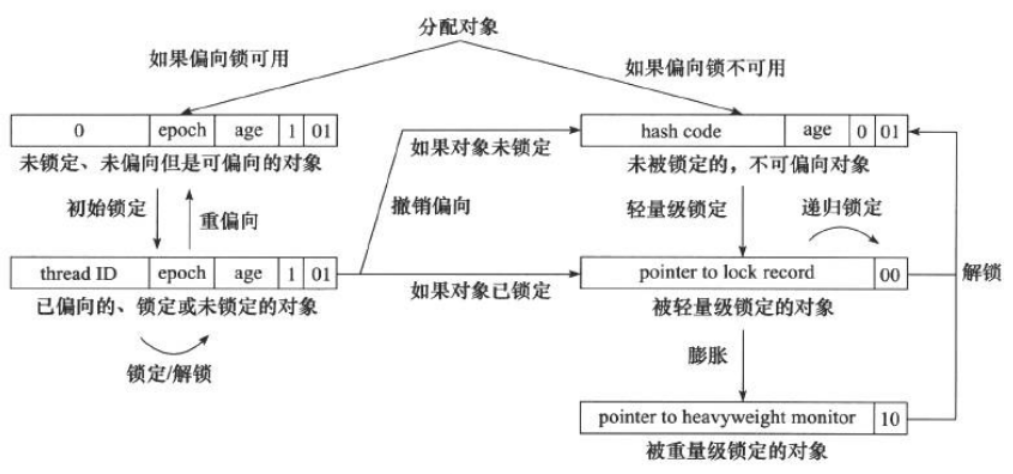 分配对象
如果偏向锁可用
如果偏向锁不可用
0 epoch age 1 01
hash code age 0 01
未锁定、未偏向但是可偏向的对象
如果对象未锁定
未被锁定的，不可偏向对象
初始锁定
重偏向
撤销偏向
轻量级锁定
递归锁定
thread ID epoch age 1 01
pointer to lock record 00
解锁
已偏向的、锁定或未锁定的对象
如果对象已锁定
被轻量级锁定的对象
锁定/解锁
膨胀
pointer to heavyweight monitor 10
被重量级锁定的对象